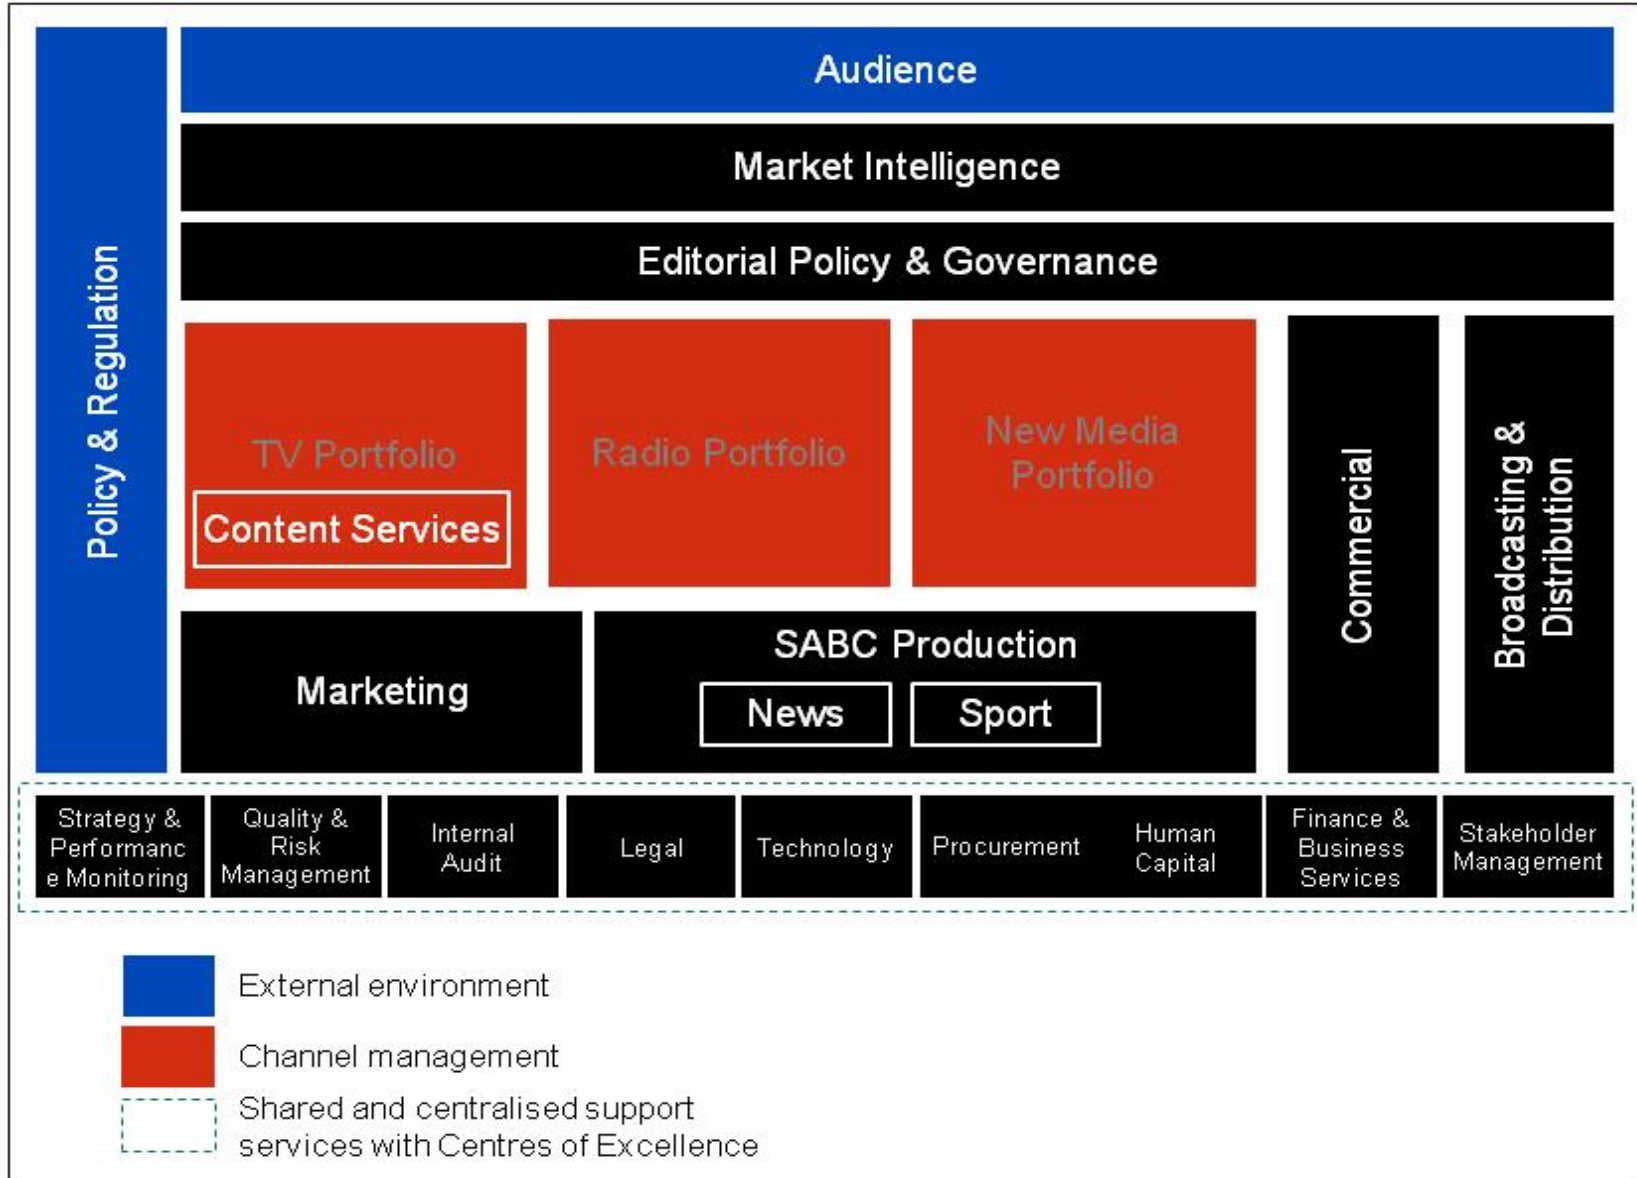 Policy & Regulation
Audience
Market Intelligence
Editorial Policy & Governance
TV Portfolio
Content Services
Radio Portfolio
New Media
Portfolio
Commercial
Broadcasting &
Distribution
Marketing
SABC Production
News
Sport
Strategy &
Performanc
e Monitoring
Quality &
Risk
Management
Internal
Audit
Legal
Technology
Procurement
Human
Capital
Finance &
Business
Services
Stakeholder
Management
External environment
Channel management
Shared and centralised support
services with Centres of Excellence